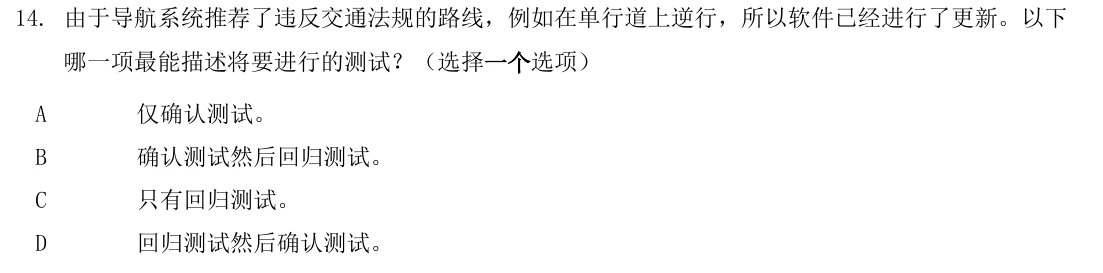 14. 由于导航系统推荐了违反交通法规的路线，例如在单行道上逆行，所以软件已经进行了更新。以下
哪一项最能描述将要进行的测试？（选择一个选项）
A 仅确认测试。
B 确认测试然后回归测试。
C 只有回归测试。
D 回归测试然后确认测试。